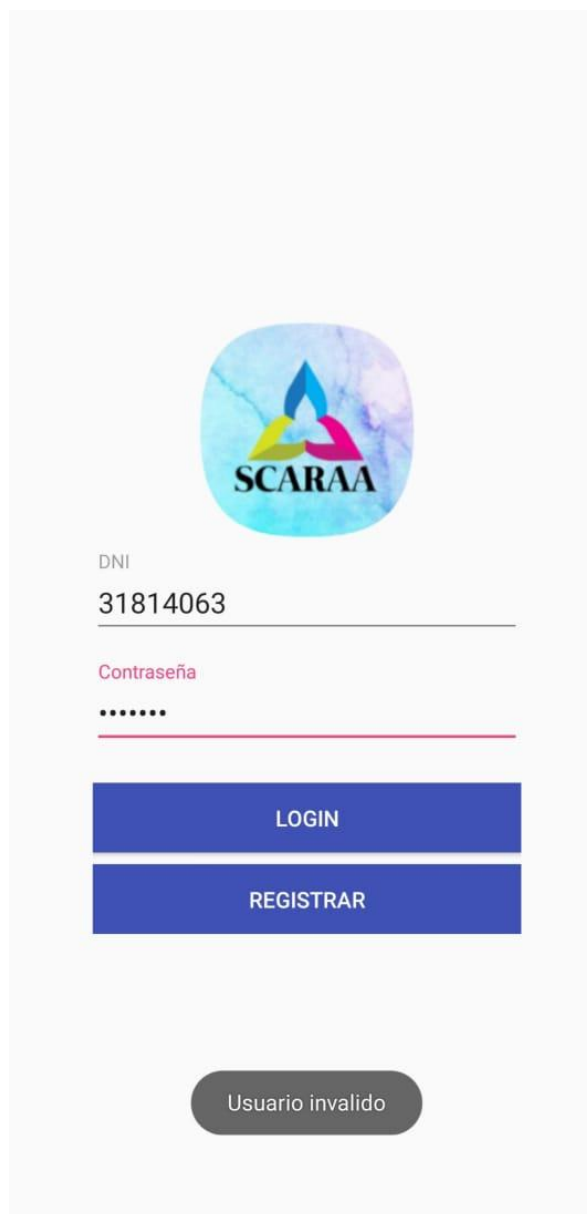 SCARAA
DNI
31814063
Contraseña
•••••••
LOGIN
REGISTRAR
Usuario invalido